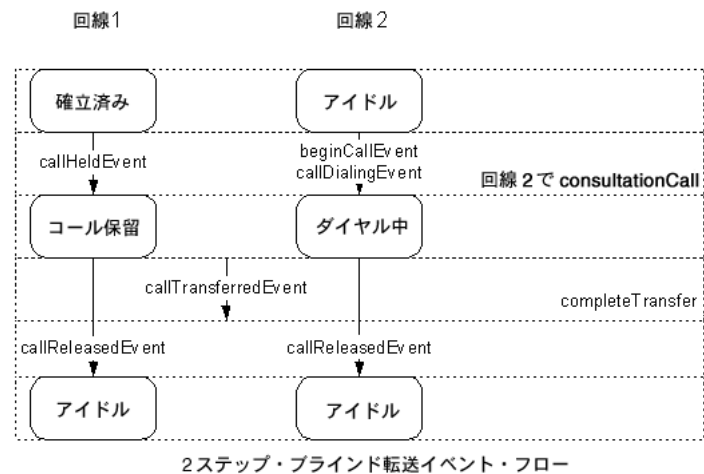 回線1
回線2
確立済み
アイドル
callHeldEvent
beginCallEvent
callDialingEvent
回線 2 で consultationCall
コール保留
ダイヤル中
callTransferredEvent
completeTransfer
callReleasedEvent
callReleasedEvent
アイドル
アイドル
2ステップ・ブラインド転送イベント・フロー